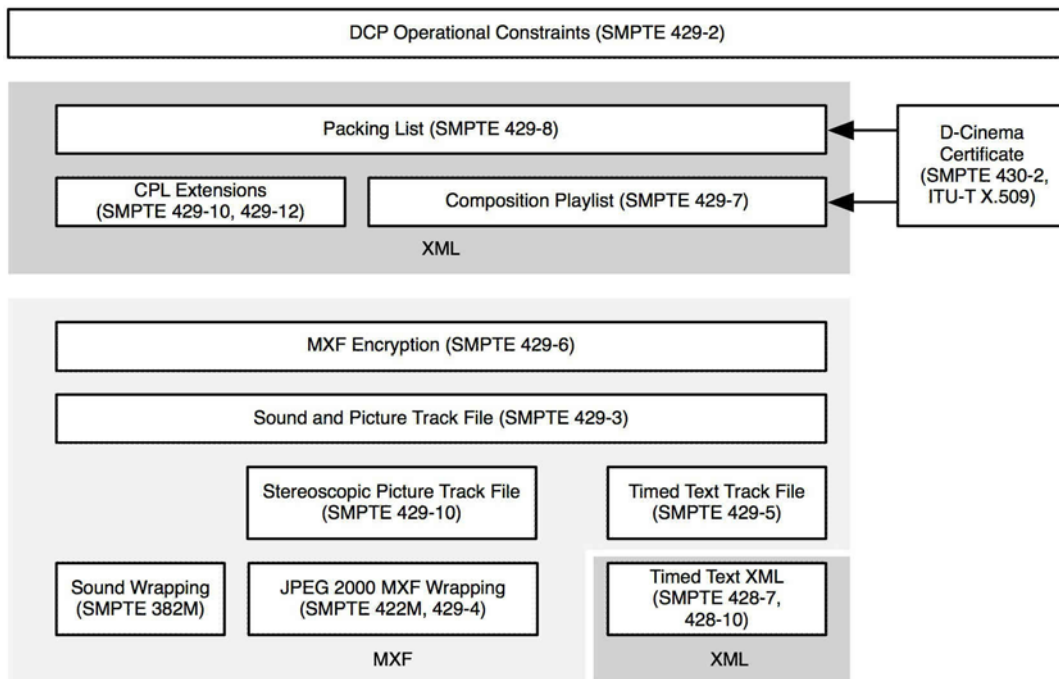 DCP Operational Constraints (SMPTE 429-2)
Packing List (SMPTE 429-8)
D-Cinema
Certificate
(SMPTE 430-2,
ITU-T X.509)
CPL Extensions
(SMPTE 429-10, 429-12)
Composition Playlist (SMPTE 429-7)
XML
MXF Encryption (SMPTE 429-6)
Sound and Picture Track File (SMPTE 429-3)
Stereoscopic Picture Track File
(SMPTE 429-10)
Timed Text Track File
(SMPTE 429-5)
Sound Wrapping
(SMPTE 382M)
JPEG 2000 MXF Wrapping
(SMPTE 422M, 429-4)
Timed Text XML
(SMPTE 428-7,
428-10)
MXF
XML